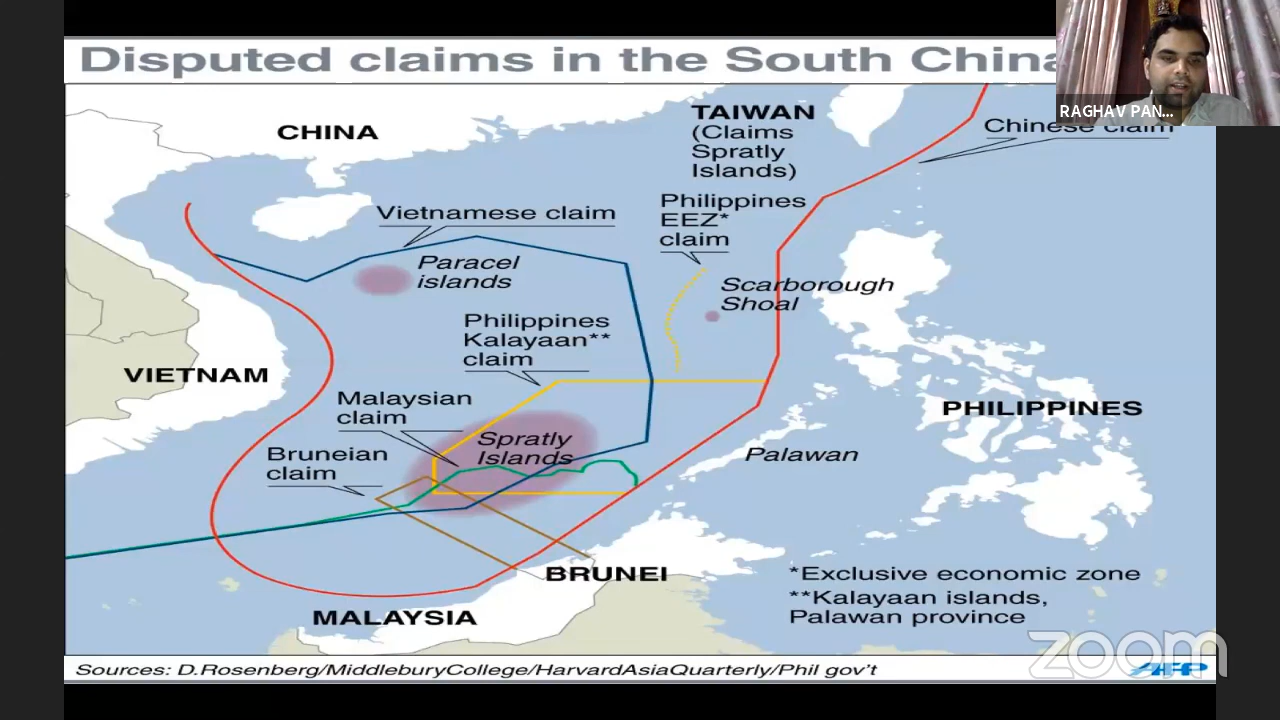 Disputed claims in the South China
RAGHAV PAN...
CHINA
TAIWAN
(Claims
Spratly
Islands)
Chinese claim
Vietnamese claim
Philippines
EEZ*
claim
Paracel
islands
Scarborough
Shoal
Philippines
Kalayaan**
claim
VIETNAM
Malaysian
claim
PHILIPPINES
Spratly
Islands
Bruneian
claim
Palawan
BRUNEI
*Exclusive economic zone
**Kalayaan islands,
Palawan province
MALAYSIA
zoom
Sources: D.Rosenberg/MiddleburyCollege/HarvardAsiaQuarterly/Phil gov't
AFP